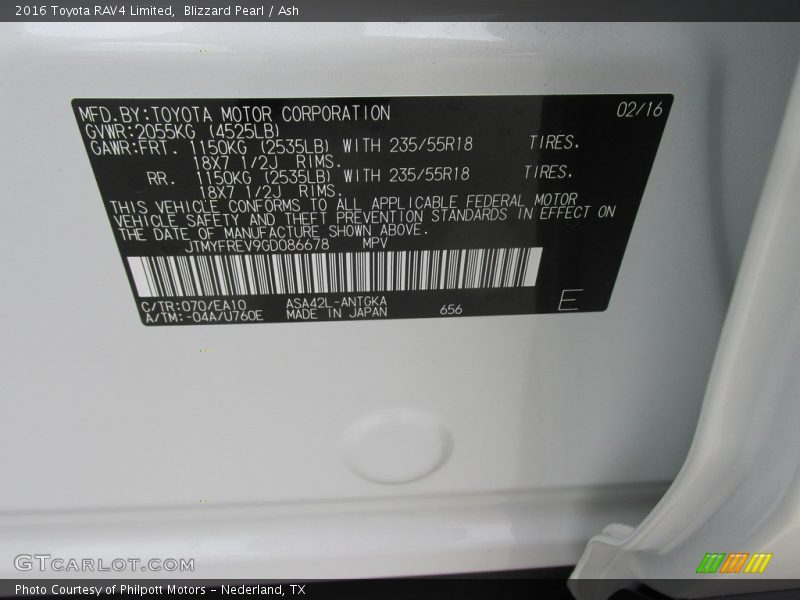 2016 Toyota RAV4 Limited, Blizzard Pearl / Ash
MFD.BY:TOYOTA MOTOR CORPORATION 02/16
GVWR:2055KG (4525LB)
GAWR:FRT. 1150KG (2535LB) WITH 235/55R18 TIRES.
18X7 1/2J RIMS.
RR. 1150KG (2535LB) WITH 235/55R18 TIRES.
18X7 1/2J RIMS.
THIS VEHICLE CONFORMS TO ALL APPLICABLE FEDERAL MOTOR
VEHICLE SAFETY AND THEFT PREVENTION STANDARDS IN EFFECT ON
THE DATE OF MANUFACTURE SHOWN ABOVE.
JTMYFREV9GD086678 MPV
C/TR:070/EA10 ASA42L-ANTGKA
A/TM:-04A/U760E MADE IN JAPAN 656 E
GTCARLOT.COM
Photo Courtesy of Philpott Motors - Nederland, TX